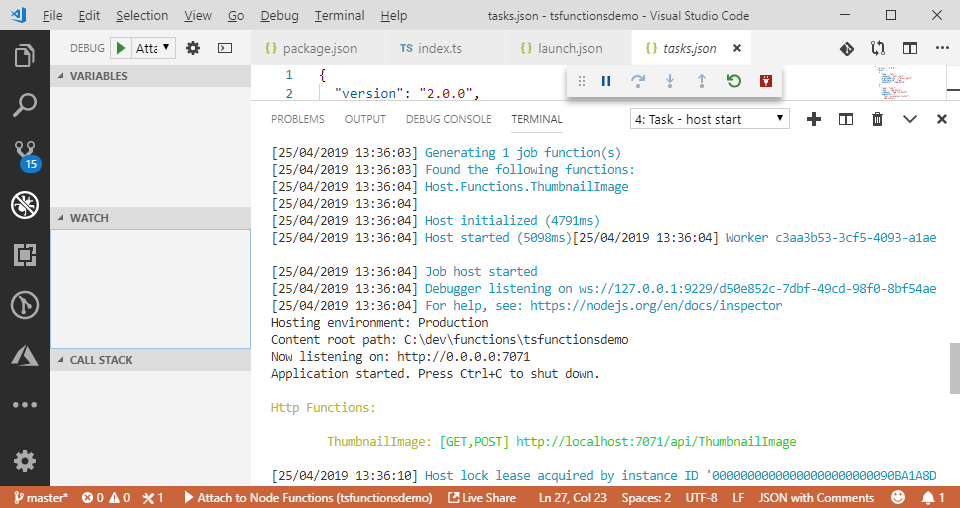 File Edit Selection View Go Debug Terminal Help tasks.json - tsfunctionsdemo - Visual Studio Code
DEBUG Atta
package.json TS index.ts launch.json tasks.json
VARIABLES
1 {
2 "version": "2.0.0",
PROBLEMS OUTPUT DEBUG CONSOLE TERMINAL 4: Task - host start
[25/04/2019 13:36:03] Generating 1 job function(s)
[25/04/2019 13:36:03] Found the following functions:
[25/04/2019 13:36:04] Host.Functions.ThumbnailImage
[25/04/2019 13:36:04]
[25/04/2019 13:36:04] Host initialized (4791ms)
[25/04/2019 13:36:04] Host started (5098ms)[25/04/2019 13:36:04] Worker c3aa3b53-3cf5-4093-a1ae
[25/04/2019 13:36:04] Job host started
[25/04/2019 13:36:04] Debugger listening on ws://127.0.0.1:9229/d50e852c-7dbf-49cd-98f0-8bf54ae
[25/04/2019 13:36:04] For help, see: https://nodejs.org/en/docs/inspector
Hosting environment: Production
Content root path: C:\dev\functions\tsfunctionsdemo
Now listening on: http://0.0.0.0:7071
Application started. Press Ctrl+C to shut down.
Http Functions:
ThumbnailImage: [GET,POST] http://localhost:7071/api/ThumbnailImage
[25/04/2019 13:36:10] Host lock lease acquired by instance ID '000000000000000000000000090BA1A8D
15
WATCH
CALL STACK
master* 0 0 1 Attach to Node Functions (tsfunctionsdemo) Live Share Ln 27, Col 23 Spaces: 2 UTF-8 LF JSON with Comments 1